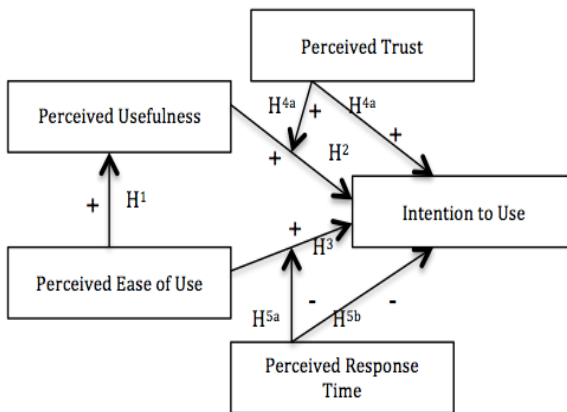 Perceived Trust
H4a
+
H4a
+
Perceived Usefulness
+
H2
+
H1
Intention to Use
+
H3
Perceived Ease of Use
-
-
H5a
H5b
Perceived Response
Time